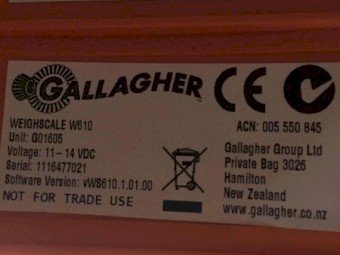 GALLAGHER CE
WEIGHSCALE W610
Unit: G01605
Voltage: 11 - 14 VDC
Serial: 1116477021
Software Version: vWS610.1.01.00
NOT FOR TRADE USE
ACN: 005 550 845
Gallagher Group Ltd
Private Bag 3026
Hamilton
New Zealand
www.gallagher.co.nz